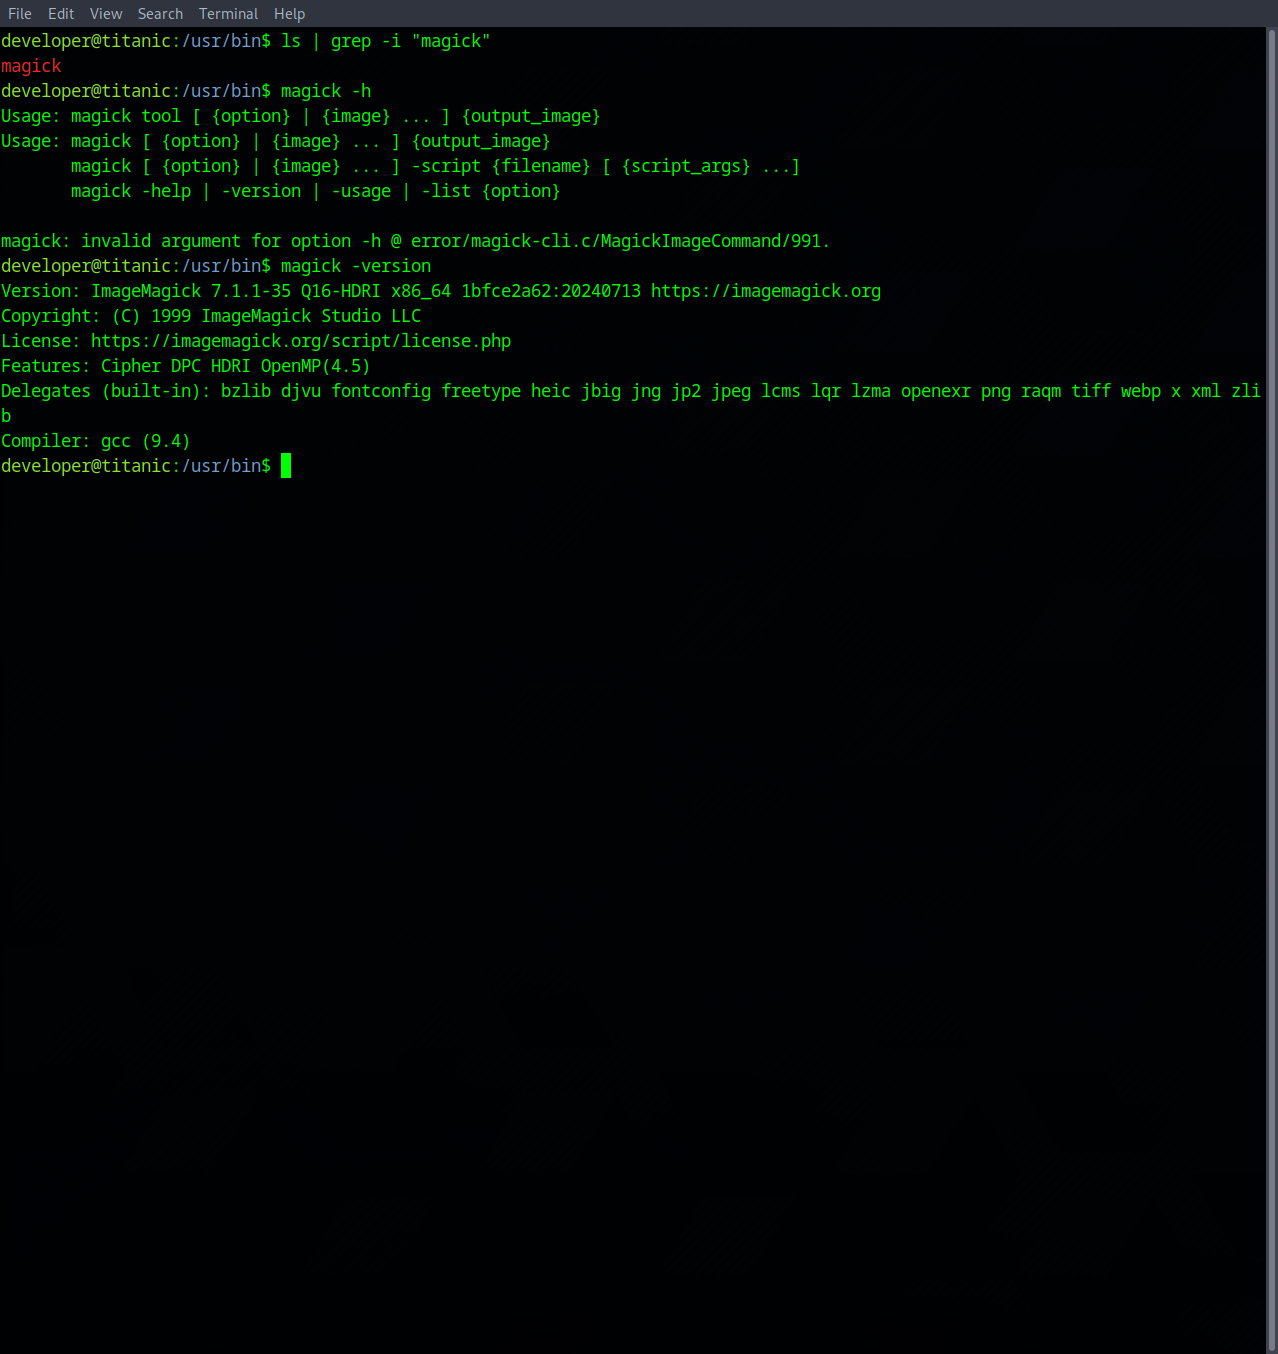 File Edit View Search Terminal Help
developer@titanic:/usr/bin$ ls | grep -i "magick"
magick
developer@titanic:/usr/bin$ magick -h
Usage: magick tool [ {option} | {image} ... ] {output_image}
Usage: magick [ {option} | {image} ... ] {output_image}
       magick [ {option} | {image} ... ] -script {filename} [ {script_args} ...]
       magick -help | -version | -usage | -list {option}

magick: invalid argument for option -h @ error/magick-cli.c/MagickImageCommand/991.
developer@titanic:/usr/bin$ magick -version
Version: ImageMagick 7.1.1-35 Q16-HDRI x86_64 1bfce2a62:20240713 https://imagemagick.org
Copyright: (C) 1999 ImageMagick Studio LLC
License: https://imagemagick.org/script/license.php
Features: Cipher DPC HDRI OpenMP(4.5)
Delegates (built-in): bzlib djvu fontconfig freetype heic jbig jng jp2 jpeg lcms lqr lzma openexr png raqm tiff webp x xml zli
b
Compiler: gcc (9.4)
developer@titanic:/usr/bin$